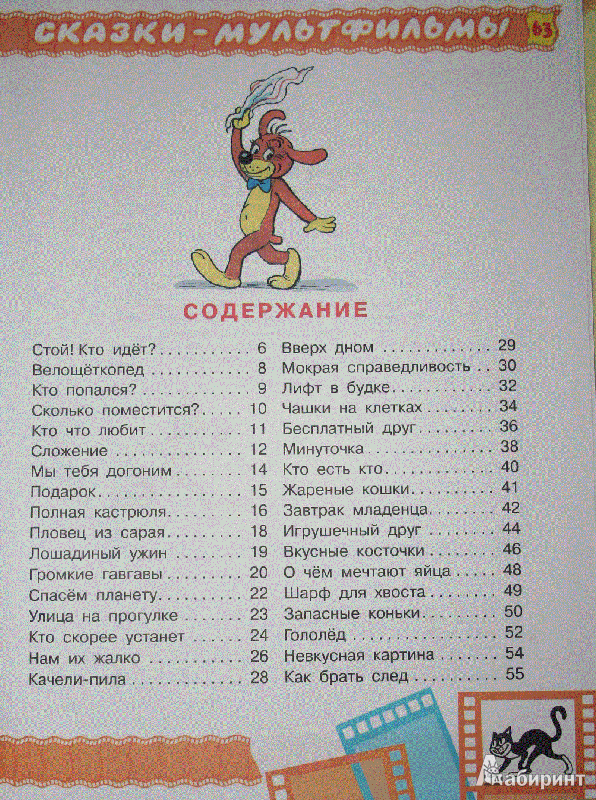 СКАЗКИ-МУЛЬТФИЛЬМЫ 63
СОДЕРЖАНИЕ
Стой! Кто идёт? . . . . . . . . . . 6
Велощёткопед . . . . . . . . . . . 8
Кто попался? . . . . . . . . . . . . 9
Сколько поместится? . . . . . 10
Кто что любит . . . . . . . . . . 11
Сложение . . . . . . . . . . . . . . 12
Мы тебя догоним . . . . . . . . 14
Подарок . . . . . . . . . . . . . . . 15
Полная кастрюля . . . . . . . . 16
Пловец из сарая . . . . . . . . . 18
Лошадиный ужин . . . . . . . . 19
Громкие гавгавы . . . . . . . . . 20
Спасём планету . . . . . . . . . . 22
Улица на прогулке . . . . . . . 23
Кто скорее устанет . . . . . . . 24
Нам их жалко . . . . . . . . . . . 26
Качели-пила . . . . . . . . . . . . 28
Вверх дном . . . . . . . . . . . . 29
Мокрая справедливость . . 30
Лифт в будке . . . . . . . . . . . 32
Чашки на клетках . . . . . . . 34
Бесплатный друг . . . . . . . . 36
Минуточка . . . . . . . . . . . . . 38
Кто есть кто . . . . . . . . . . . . 40
Жареные кошки . . . . . . . . . 41
Завтрак младенца . . . . . . . 42
Игрушечный друг . . . . . . . . 44
Вкусные косточки . . . . . . . 46
О чём мечтают яйца . . . . . 48
Шарф для хвоста . . . . . . . . 49
Запасные коньки . . . . . . . . 50
Гололёд . . . . . . . . . . . . . . . 52
Невкусная картина . . . . . . 54
Как брать след . . . . . . . . . . 55
Лабиринт